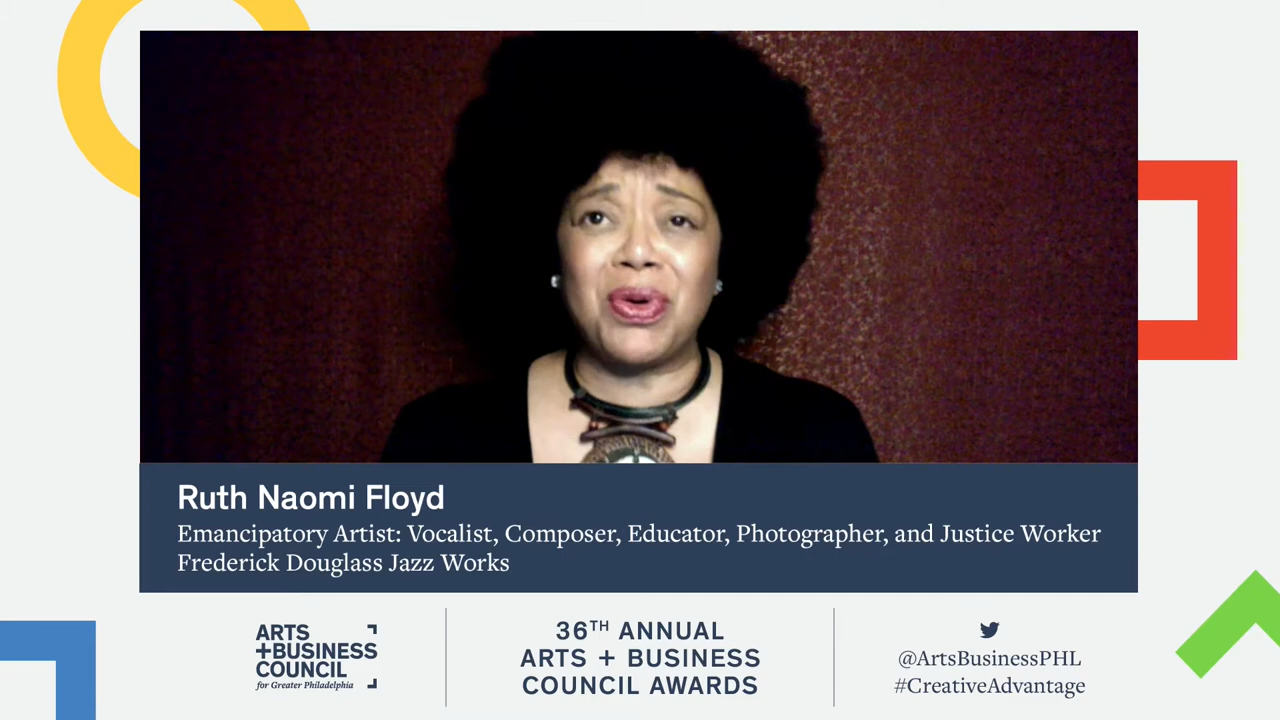 Ruth Naomi Floyd
Emancipatory Artist: Vocalist, Composer, Educator, Photographer, and Justice Worker
Frederick Douglass Jazz Works
ARTS
+BUSINESS
COUNCIL
for Greater Philadelphia
36TH ANNUAL
ARTS + BUSINESS
COUNCIL AWARDS
@ArtsBusinessPHL
#CreativeAdvantage